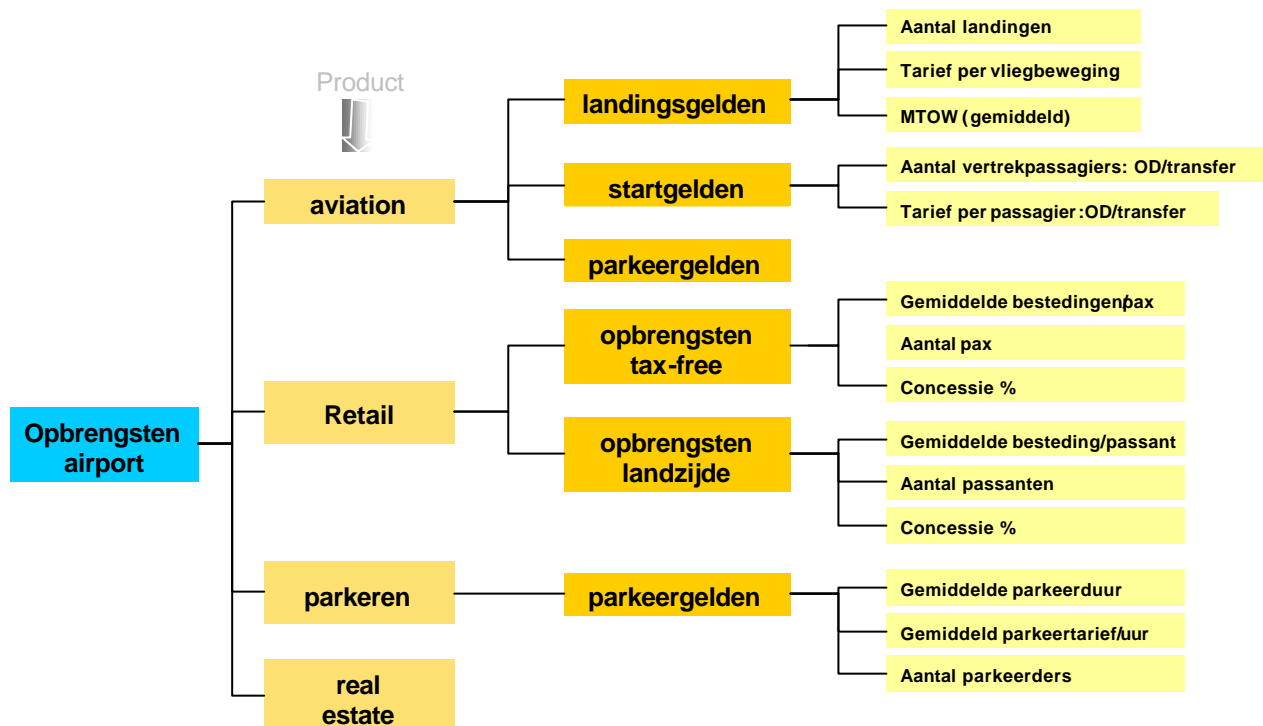 Product
Opbrengsten
airport
aviation
Retail
parkeren
real
estate
landingsgelden
startgelden
parkeergelden
opbrengsten
tax-free
opbrengsten
landzijde
parkeergelden
Aantal landingen
Tarief per vliegbeweging
MTOW (gemiddeld)
Aantal vertrekpassagiers: OD/transfer
Tarief per passagier :OD/transfer
Gemiddelde bestedingen/pax
Aantal pax
Concessie %
Gemiddelde besteding/passant
Aantal passanten
Concessie %
Gemiddelde parkeerduur
Gemiddeld parkeertarief/uur
Aantal parkeerders